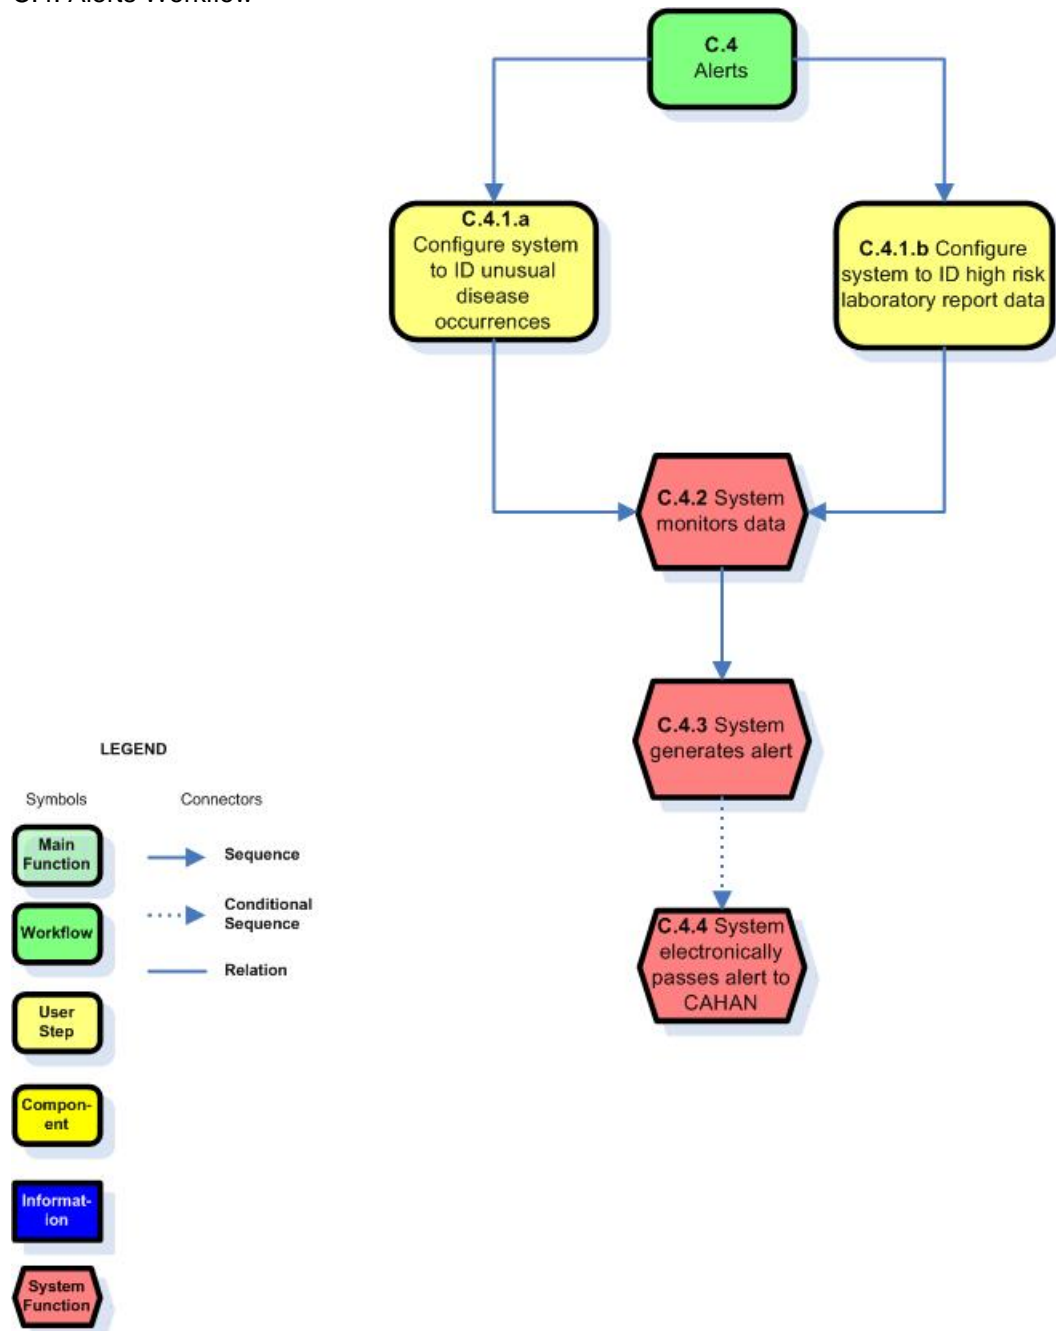 C.4. Alerts Workflow
C.4
Alerts
C.4.1.a
Configure system
to ID unusual
disease
occurrences
C.4.1.b Configure
system to ID high risk
laboratory report data
C.4.2 System
monitors data
C.4.3 System
generates alert
C.4.4 System
electronically
passes alert to
CAHAN
LEGEND
Symbols
Connectors
Main
Function
Sequence
Workflow
Conditional
Sequence
Relation
User
Step
Compon-
ent
Informat-
ion
System
Function